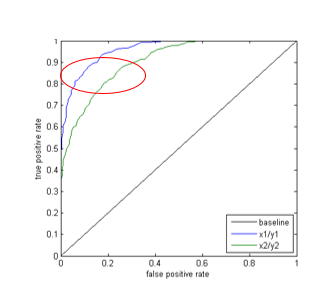 1
0.9
0.8
0.7
0.6
0.5
0.4
0.3
0.2
0.1
0
true positive rate
0 0.2 0.4 0.6 0.8 1
false positive rate
baseline
x1/y1
x2/y2